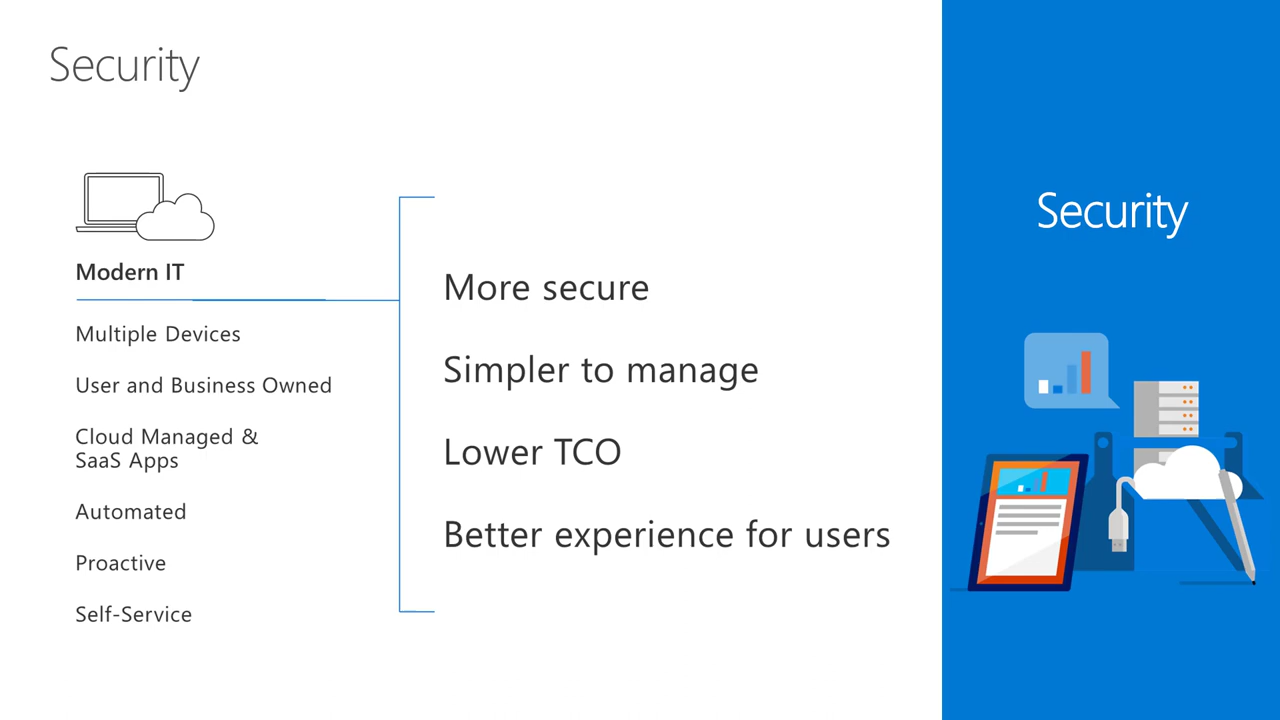 Security
Modern IT
Multiple Devices
User and Business Owned
Cloud Managed &
SaaS Apps
Automated
Proactive
Self-Service
More secure
Simpler to manage
Lower TCO
Better experience for users
Security